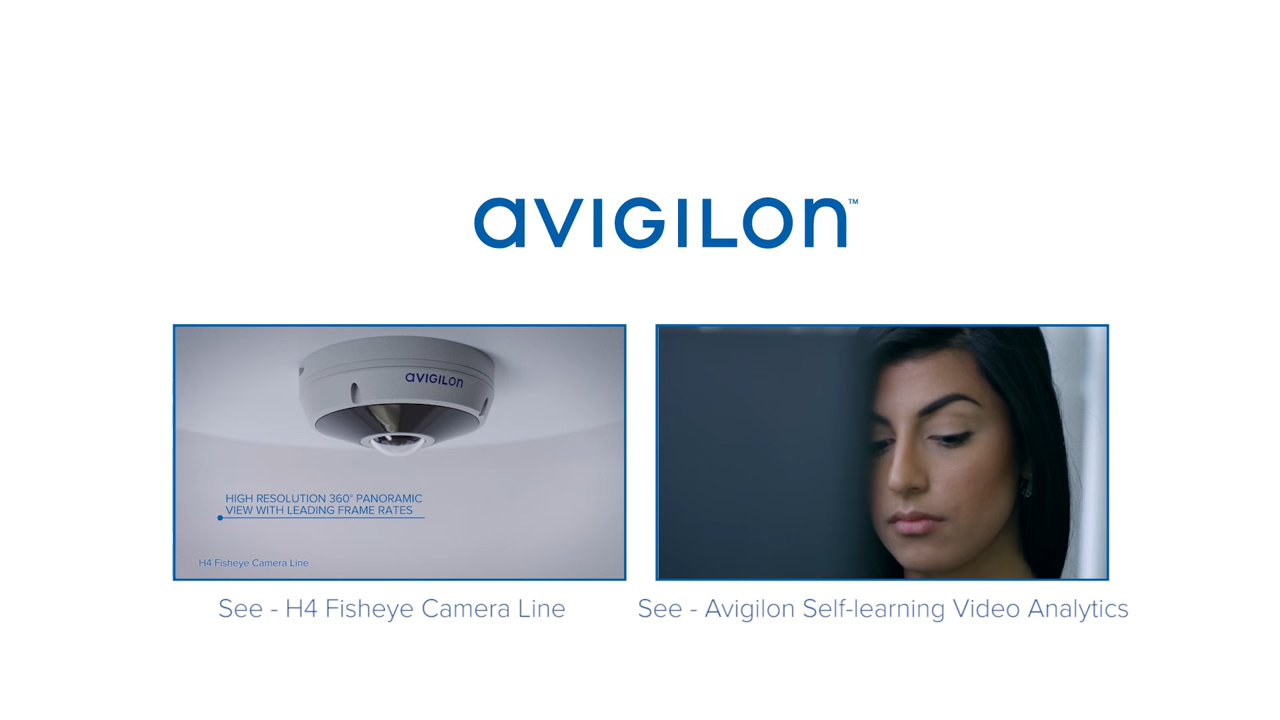 avigilon™
avigilon
HIGH RESOLUTION 360° PANORAMIC
VIEW WITH LEADING FRAME RATES
H4 Fisheye Camera Line
See - H4 Fisheye Camera Line
See - Avigilon Self-learning Video Analytics